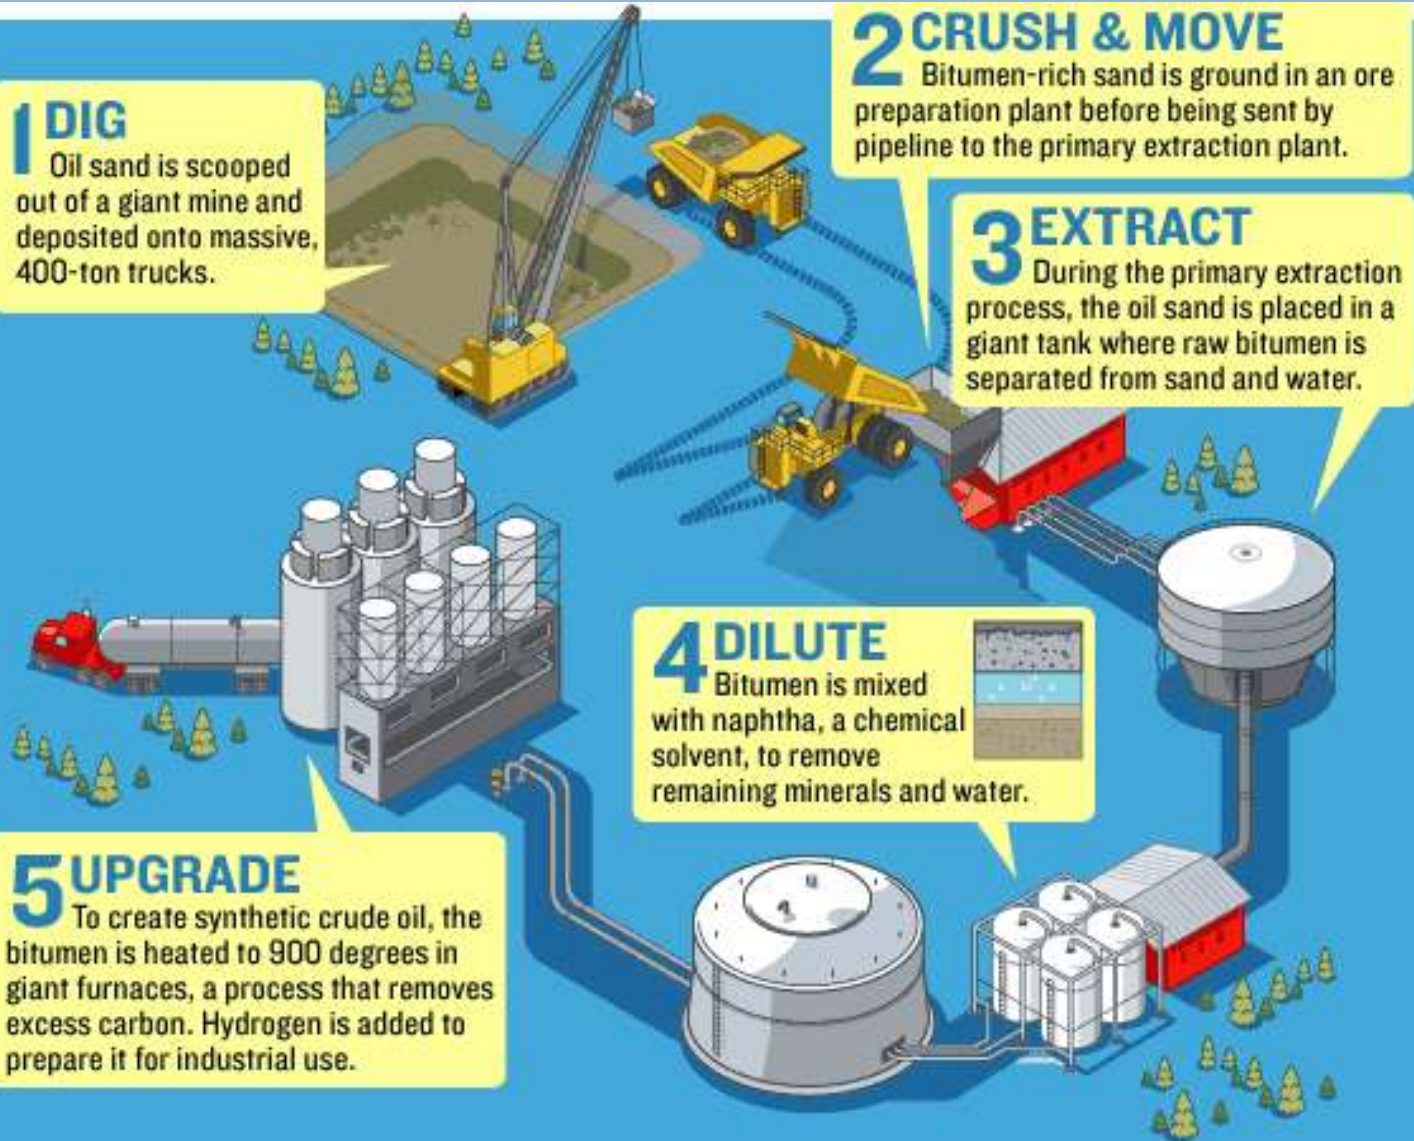 1 DIG
Oil sand is scooped
out of a giant mine and
deposited onto massive,
400-ton trucks.
2 CRUSH & MOVE
Bitumen-rich sand is ground in an ore
preparation plant before being sent by
pipeline to the primary extraction plant.
3 EXTRACT
During the primary extraction
process, the oil sand is placed in a
giant tank where raw bitumen is
separated from sand and water.
4 DILUTE
Bitumen is mixed
with naphtha, a chemical
solvent, to remove
remaining minerals and water.
5 UPGRADE
To create synthetic crude oil, the
bitumen is heated to 900 degrees in
giant furnaces, a process that removes
excess carbon. Hydrogen is added to
prepare it for industrial use.